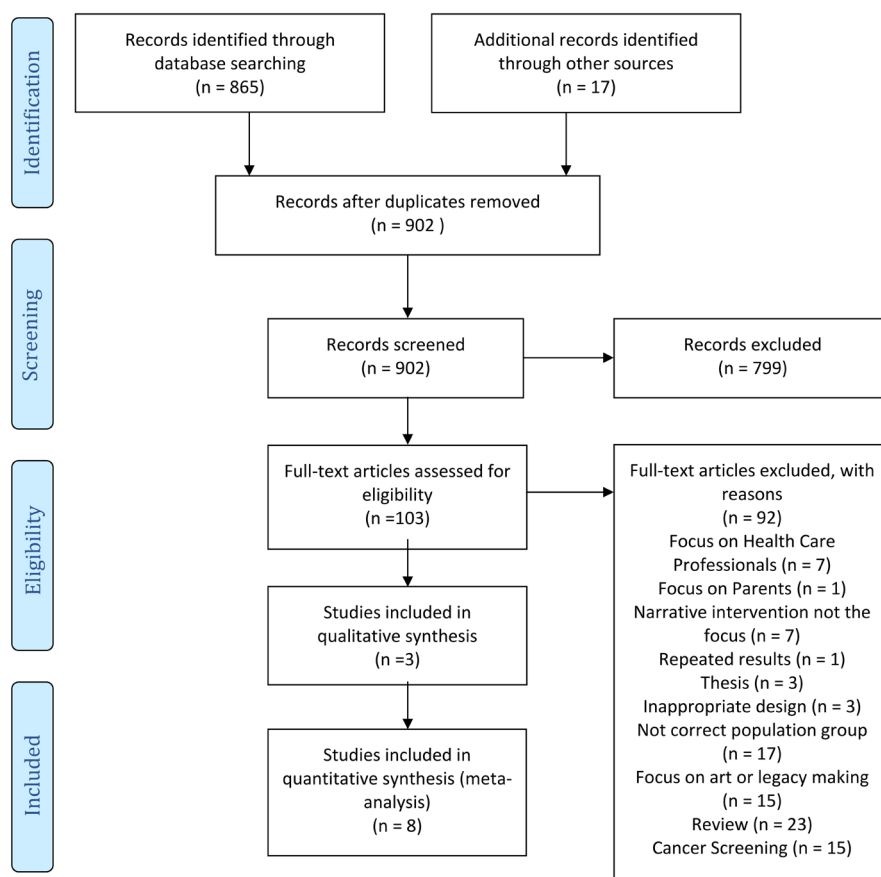 Identification
Records identified through
database searching
(n = 865)
Additional records identified
through other sources
(n = 17)
Records after duplicates removed
(n = 902 )
Screening
Records screened
(n = 902)
Records excluded
(n = 799)
Eligibility
Full-text articles assessed for
eligibility
(n =103)
Full-text articles excluded, with
reasons
(n = 92)
Focus on Health Care
Professionals (n = 7)
Focus on Parents (n = 1)
Narrative intervention not the
focus (n = 7)
Repeated results (n = 1)
Thesis (n = 3)
Inappropriate design (n = 3)
Not correct population group
(n = 17)
Focus on art or legacy making
(n = 15)
Review (n = 23)
Cancer Screening (n = 15)
Studies included in
qualitative synthesis
(n =3)
Included
Studies included in
quantitative synthesis (meta-
analysis)
(n = 8)